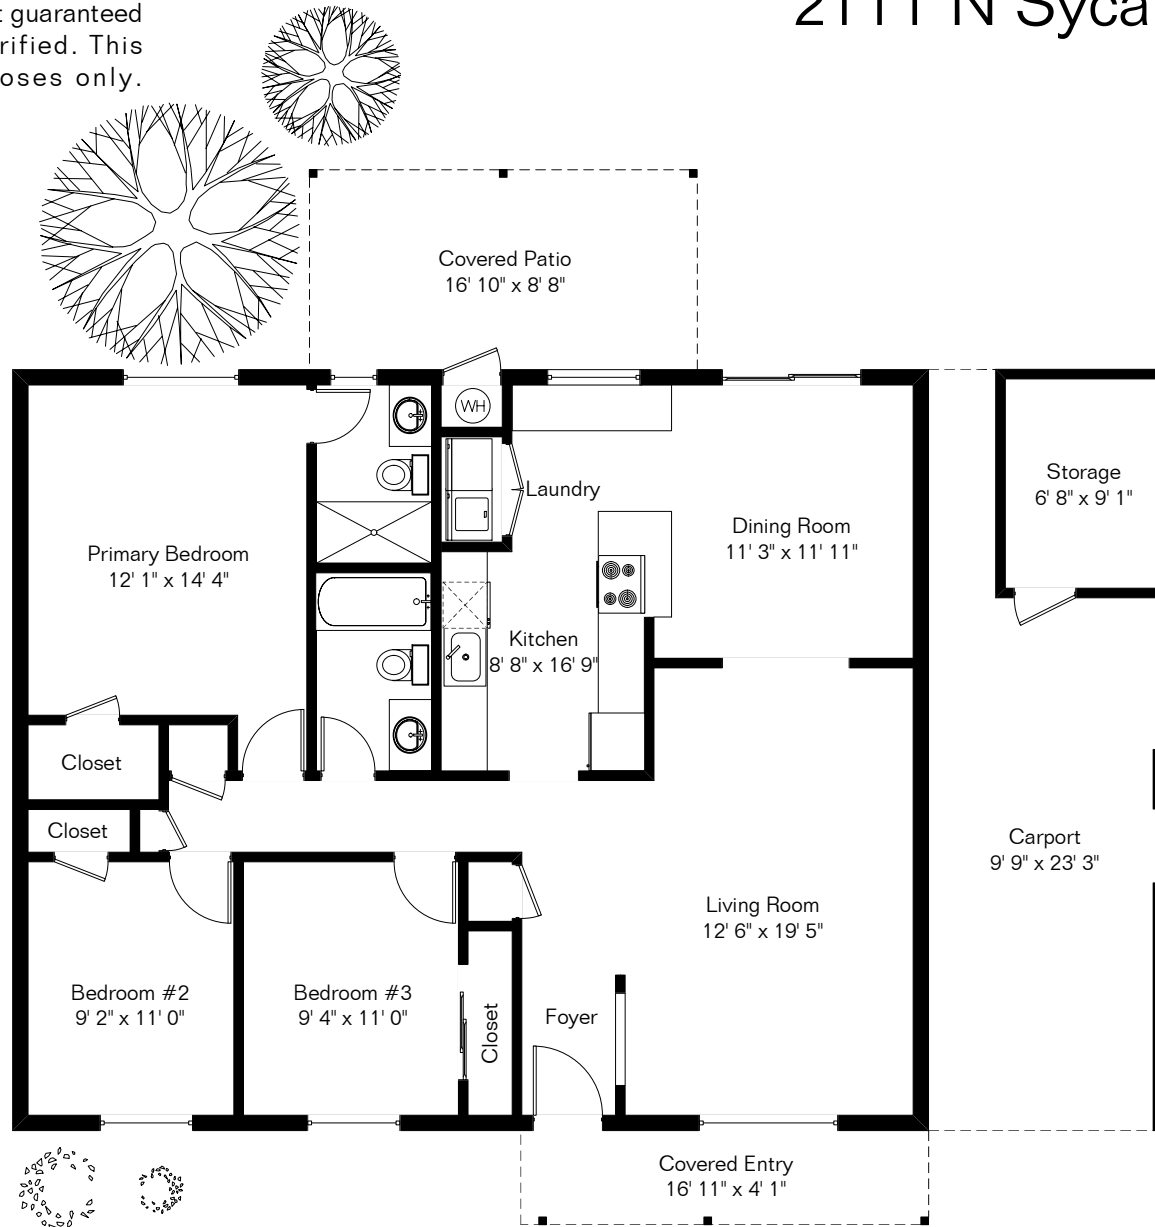 guaranteed
This
only.
2111 N
Covered Patio
16' 10" x 8' 8"
WH
Laundry
Storage
6' 8" x 9' 1"
Dining Room
11' 3" x 11' 11"
Primary Bedroom
12' 1" x 14' 4"
Kitchen
8' 8" x 16' 9"
Closet
Closet
Carport
9' 9" x 23' 3"
Living Room
12' 6" x 19' 5"
Bedroom #2
9' 2" x 11' 0"
Bedroom #3
9' 4" x 11' 0"
Closet
Foyer
Covered Entry
16' 11" x 4' 1"